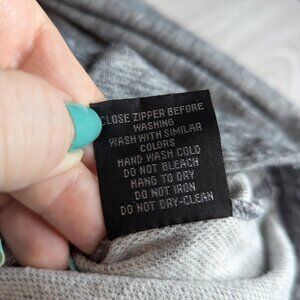 CLOSE ZIPPER BEFORE
WASHING
WASH WITH SIMILAR
COLORS
HAND WASH COLD
DO NOT BLEACH
HANG TO DRY
DO NOT IRON
DO NOT DRY-CLEAN